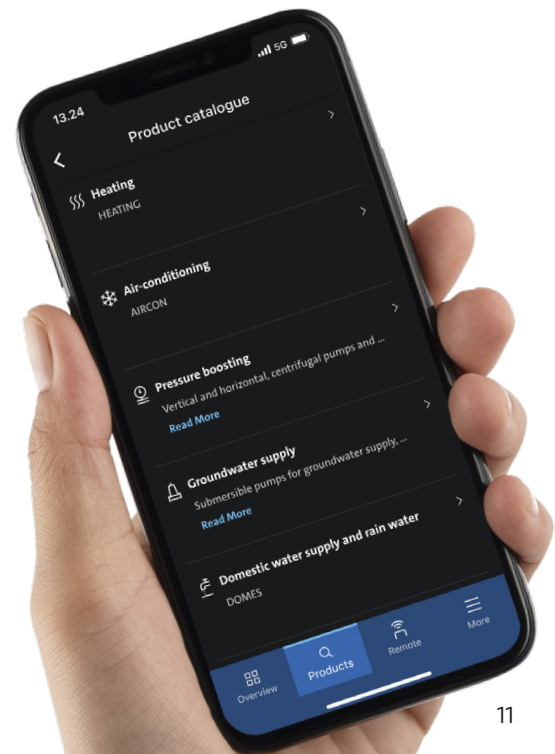 13.24
5G
Product catalogue
Heating
HEATING
Air-conditioning
AIRCON
Pressure boosting
Vertical and horizontal, centrifugal pumps and ...
Read More
Groundwater supply
Submersible pumps for groundwater supply, ...
Read More
Domestic water supply and rain water
DOMES
Overview
Products
Remote
More
11